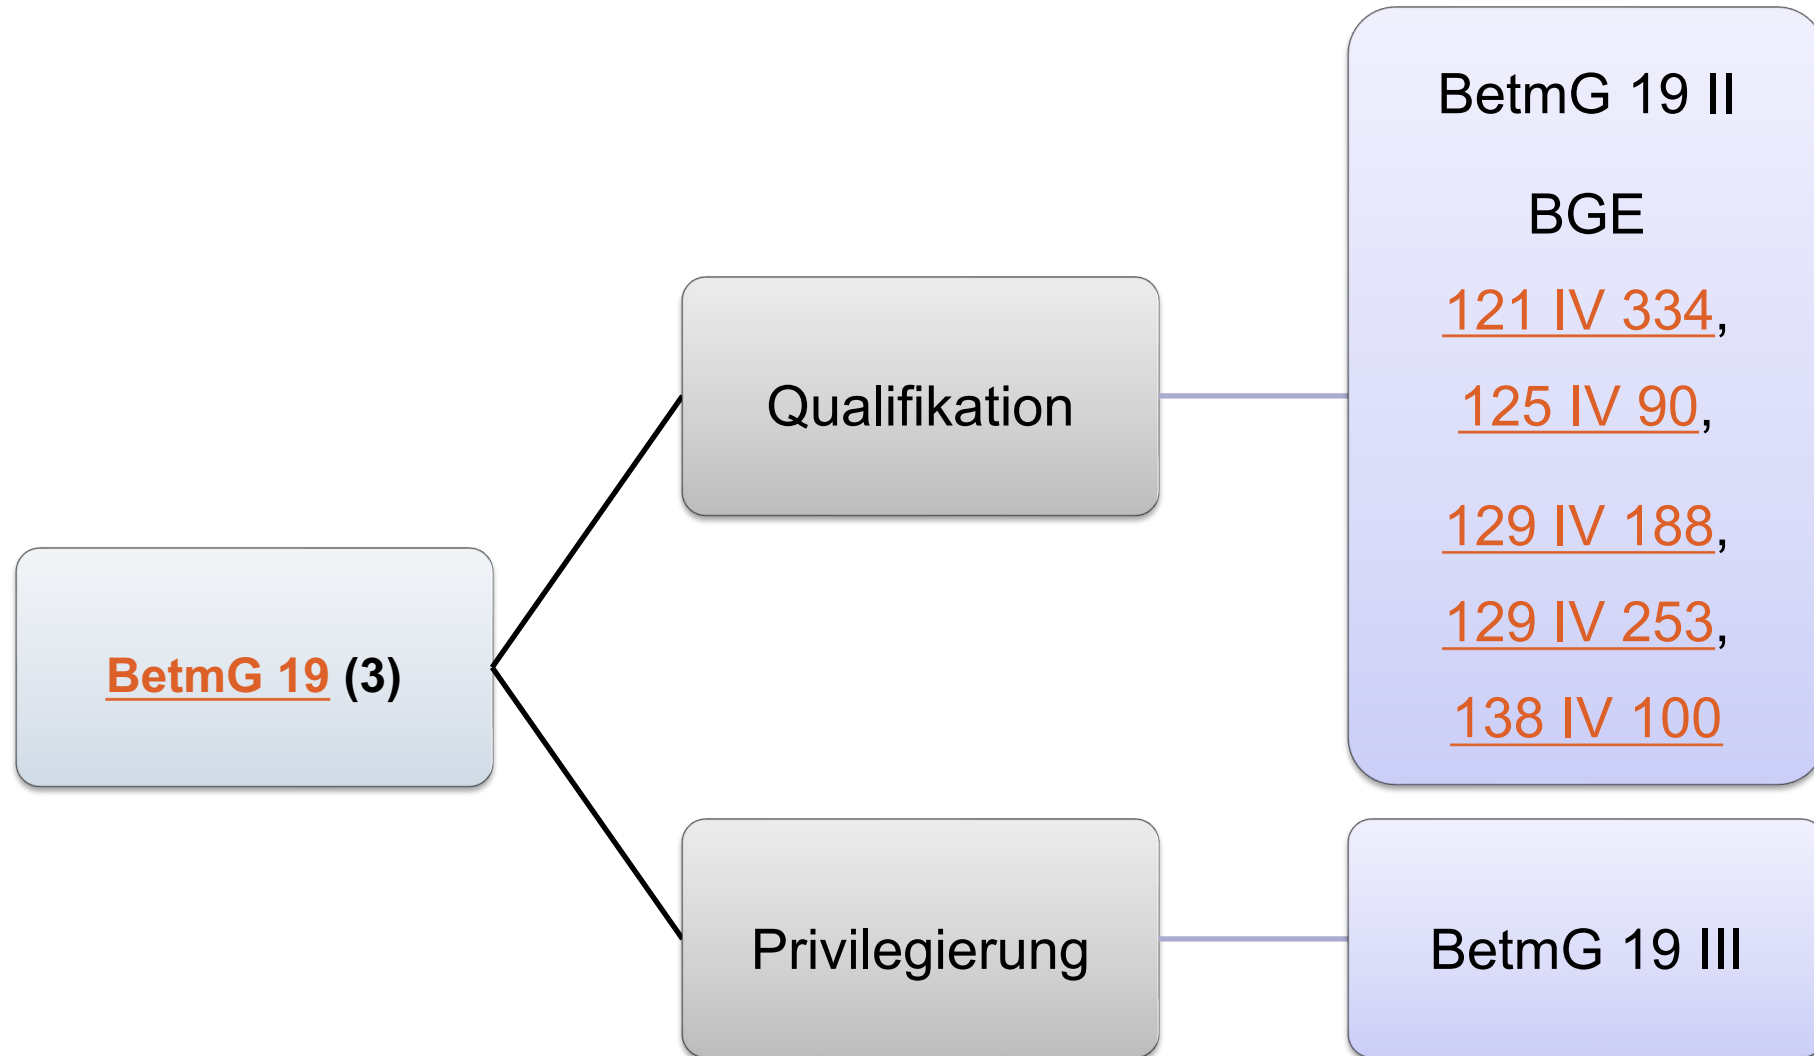 BetmG 19 (3)
Qualifikation
BetmG 19 II
BGE
121 IV 334,
125 IV 90,
129 IV 188,
129 IV 253,
138 IV 100
Privilegierung
BetmG 19 III